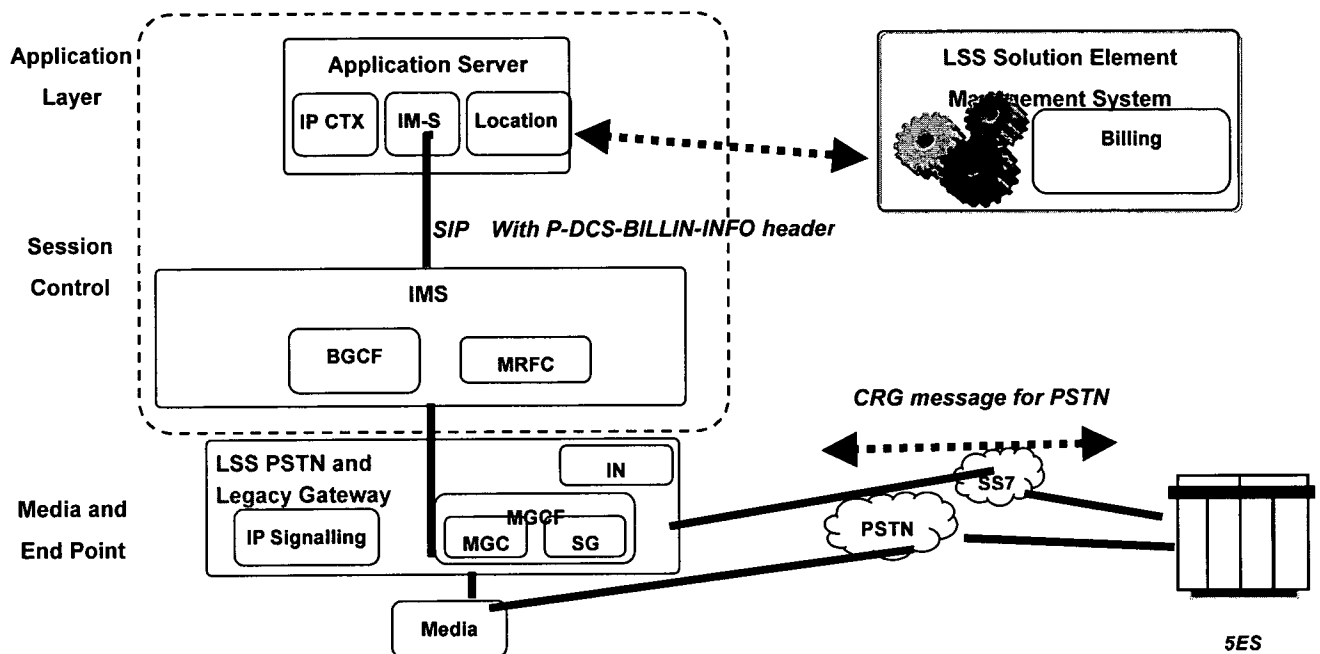 Application
Layer
Application Server
IP CTX
IM-S
Location
LSS Solution Element
Management System
Billing
SIP With P-DCS-BILLIN-INFO header
Session
Control
IMS
BGCF
MRFC
CRG message for PSTN
LSS PSTN and
Legacy Gateway
IN
SS7
Media and
End Point
IP Signalling
MGCF
MGC
SG
PSTN
Media
5ES